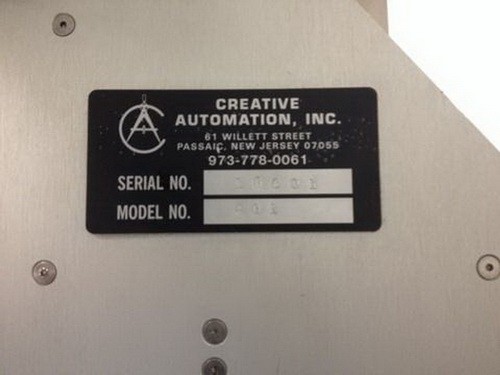 CREATIVE
AUTOMATION, INC.
61 WILLETT STREET
PASSAIC, NEW JERSEY 07055
973-778-0061
SERIAL NO.
MODEL NO.